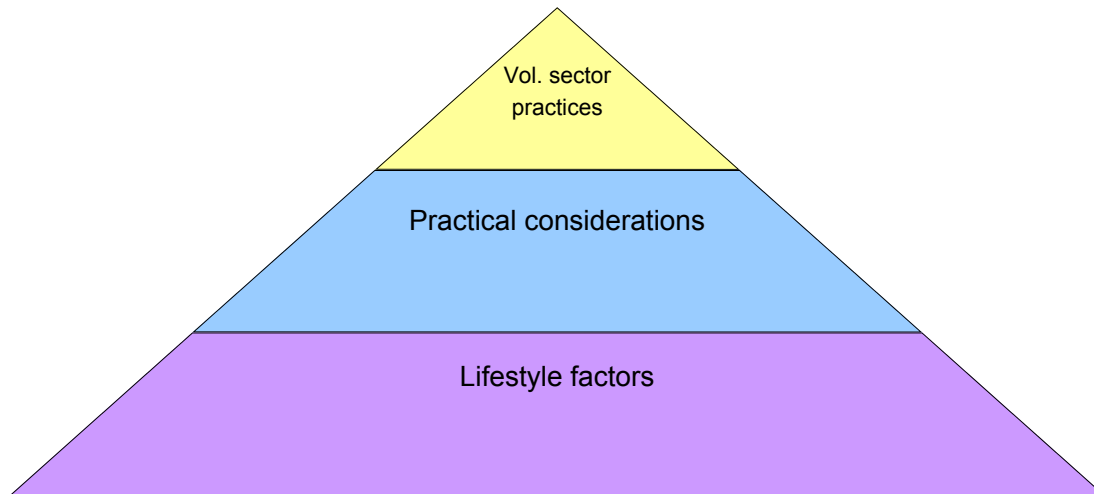 Vol. sector
practices
Practical considerations
Lifestyle factors